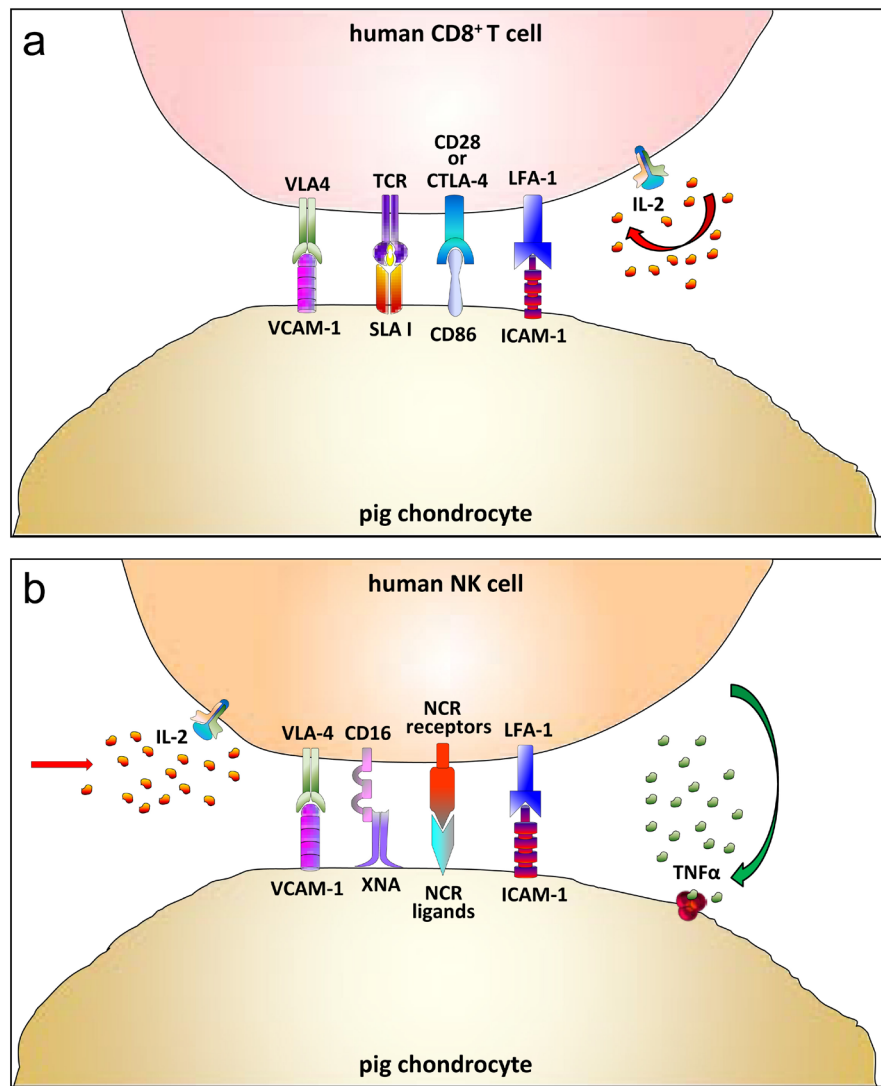 a
human CD8⁺ T cell
CD28
or
VLA4 TCR CTLA-4 LFA-1
IL-2
VCAM-1 SLA I CD86 ICAM-1
pig chondrocyte
b
human NK cell
NCR
IL-2 VLA-4 CD16 receptors LFA-1
TNFα
VCAM-1 XNA NCR ICAM-1
ligands
pig chondrocyte